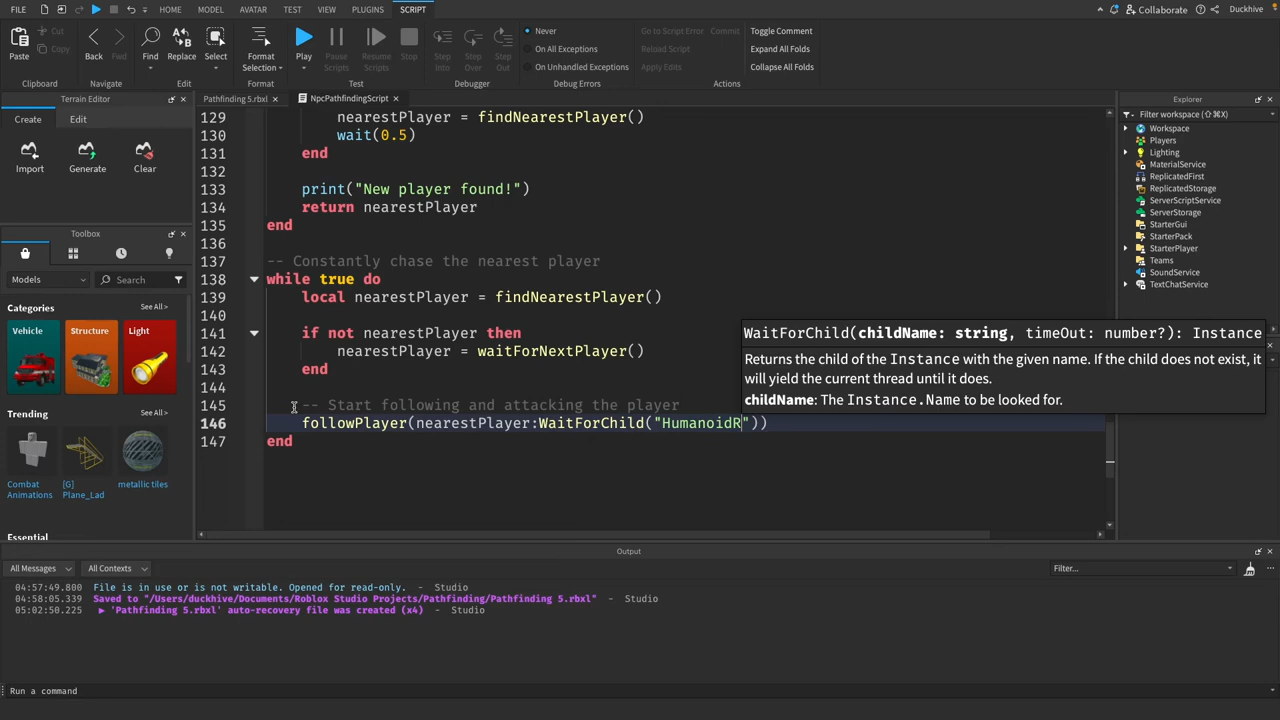 FILE HOME MODEL AVATAR TEST VIEW PLUGINS SCRIPT Collaborate Duckhive
Paste Cut Copy Back Fwd Find Replace Select Format Selection Play Pause Scripts Resume Scripts Stop Step Into Step Over Step Out Never On All Exceptions On Unhandled Exceptions Go to Script Error Commit Reload Script Apply Edits Toggle Comment Expand All Folds Collapse All Folds
Clipboard Navigate Edit Format Test Debugger Debug Errors Actions
Terrain Editor
Create Edit
Import Generate Clear
Toolbox
Models Search
Categories See All >
Vehicle Structure Light
Trending See All >
Combat Animations [G] Plane_Lad metallic tiles
Essential
Pathfinding 5.rbxl NpcPathfindingScript
129 nearestPlayer = findNearestPlayer()
130 wait(0.5)
131 end
132
133 print("New player found!")
134 return nearestPlayer
135 end
136
137 -- Constantly chase the nearest player
138 while true do
139 local nearestPlayer = findNearestPlayer()
140
141 if not nearestPlayer then
142 nearestPlayer = waitForNextPlayer()
143 end
144
145 -- Start following and attacking the player
146 followPlayer(nearestPlayer:WaitForChild("HumanoidR"))
147 end
WaitForChild(childName: string, timeOut: number?): Instance
Returns the child of the Instance with the given name. If the child does not exist, it
will yield the current thread until it does.
childName: The Instance.Name to be looked for.
Explorer
Filter workspace (⇧⌘X)
Workspace
Players
Lighting
MaterialService
ReplicatedFirst
ReplicatedStorage
ServerScriptService
ServerStorage
StarterGui
StarterPack
StarterPlayer
Teams
SoundService
TextChatService
Output
All Messages All Contexts Filter...
04:57:49.800 File is in use or is not writable. Opened for read-only. - Studio
04:58:05.339 Saved to "/Users/duckhive/Documents/Roblox Studio Projects/Pathfinding/Pathfinding 5.rbxl" - Studio
05:02:50.225 ▶ 'Pathfinding 5.rbxl' auto-recovery file was created (x4) - Studio
Run a command